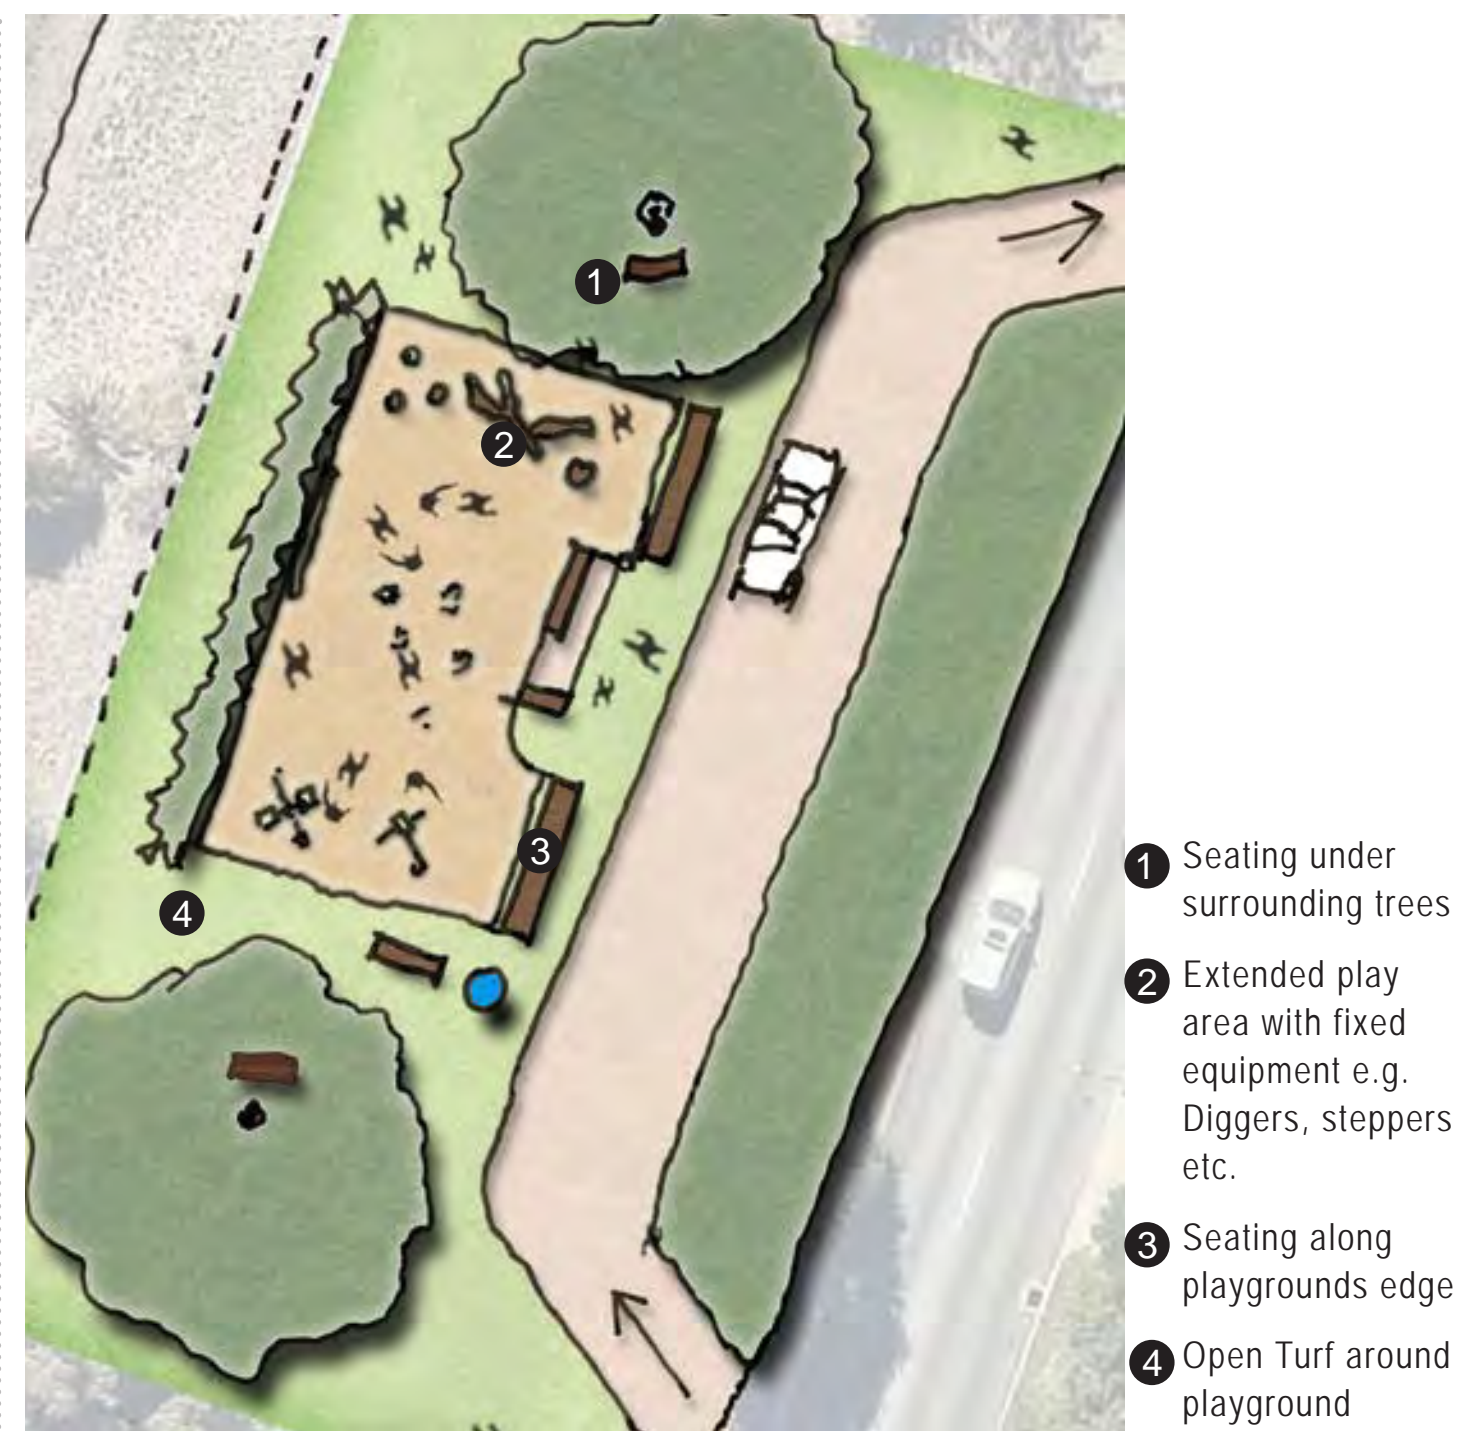 1
2
3
4
1 Seating under
surrounding trees
2 Extended play
area with fixed
equipment e.g.
Diggers, steppers
etc.
3 Seating along
playgrounds edge
4 Open Turf around
playground